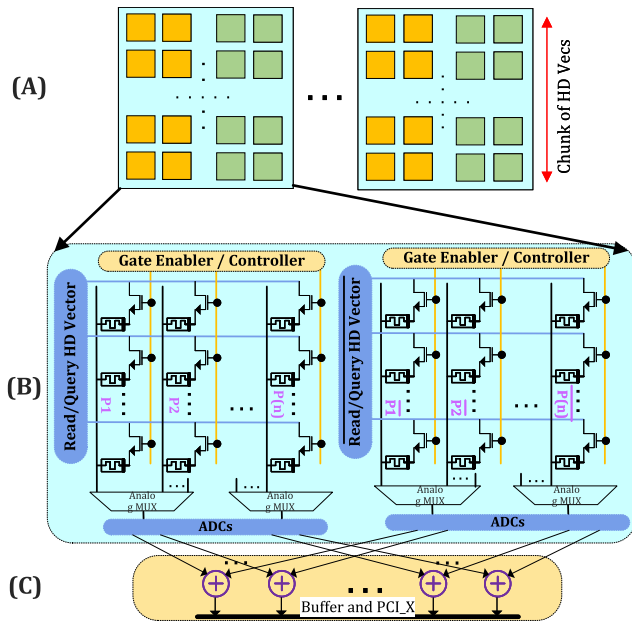 (A)
Chunk of HD Vecs
(B)
Gate Enabler / Controller
Gate Enabler / Controller
Read/Query HD Vector
P1
P2
P(n)
Read/Query HD Vector
P1
P2
P(n)
Analo
g MUX
Analo
g MUX
Analo
g MUX
Analo
g MUX
ADCs
ADCs
(C)
Buffer and PCI_X